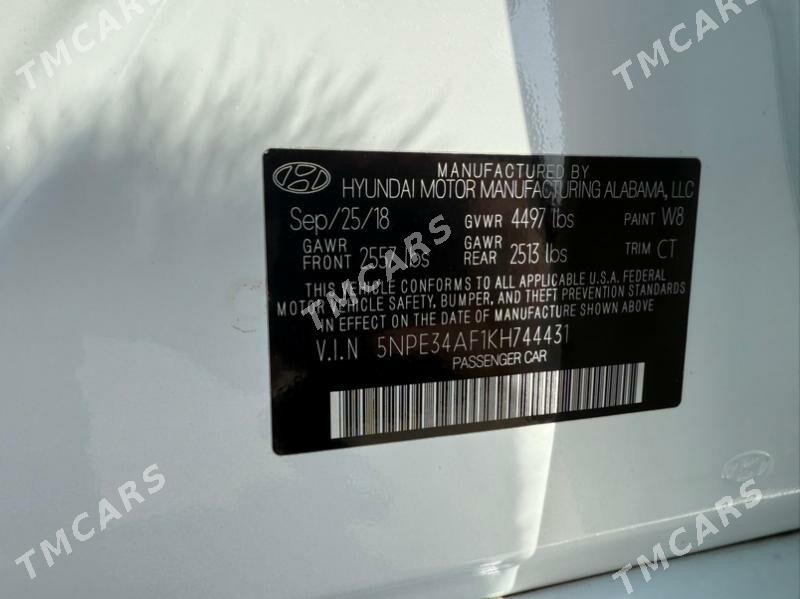 TMCARS
TMCARS
MANUFACTURED BY
HYUNDAI MOTOR MANUFACTURING ALABAMA, LLC
Sep/25/18 GVWR 4497 lbs PAINT W8
GAWR FRONT 2557 lbs GAWR REAR 2513 lbs TRIM CT
THIS VEHICLE CONFORMS TO ALL APPLICABLE U.S.A. FEDERAL
MOTOR VEHICLE SAFETY, BUMPER, AND THEFT PREVENTION STANDARDS
IN EFFECT ON THE DATE OF MANUFACTURE SHOWN ABOVE.
TMCARS
V.I.N 5NPE34AF1KH744431
PASSENGER CAR
TMCARS
TMCARS